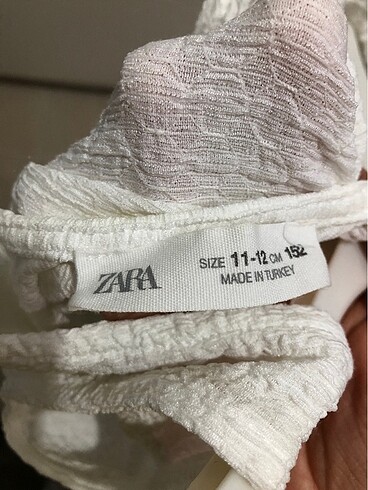 ZARA
SIZE 11-12 CM 152
MADE IN TURKEY